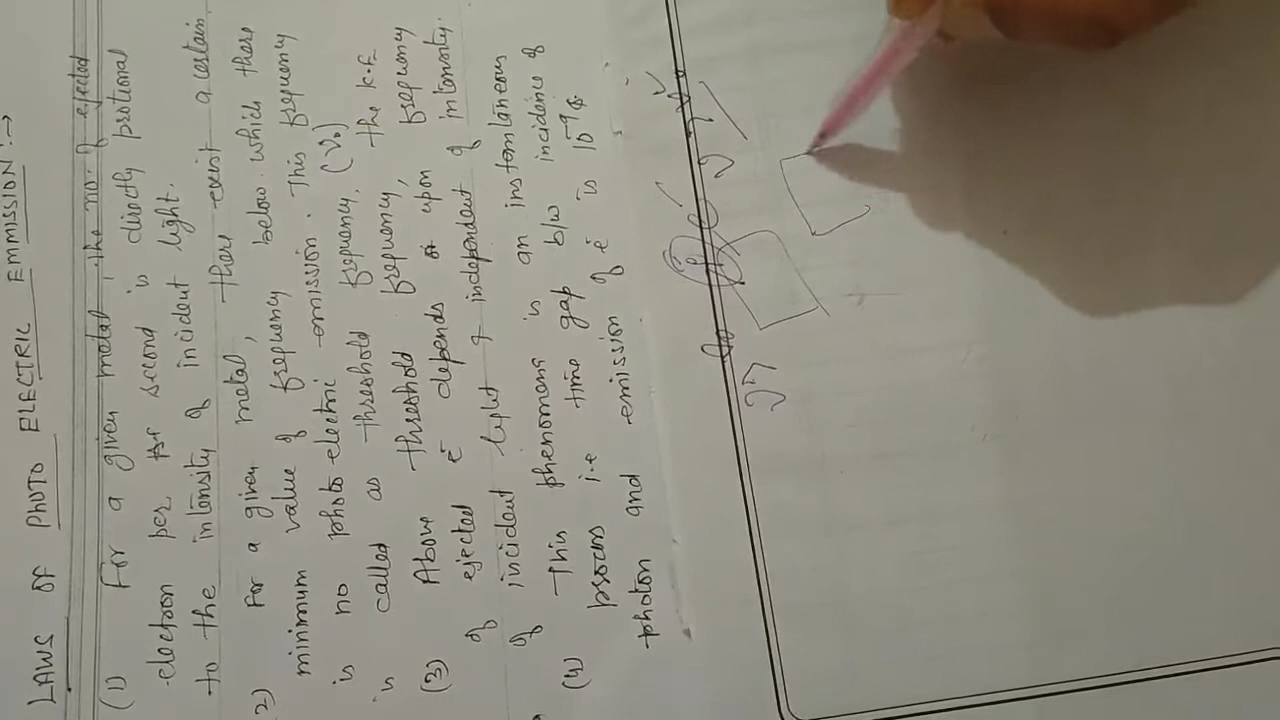 LAWS OF PHOTO ELECTRIC EMMISSION :→
(1) For a given metal, the no. of ejected
electron per second is directly protional
to the intensity of incident light.
2) For a given metal, there exist a certain
minimum value of frequency below which there
is no photo electric emission. This frequency
is called as threshold frequency. (ν₀)
(3) Above threshold frequency, the K.E
of ejected e⁻ depends upon frequency
of incident light & independent of intensity.
(4) This phenomena is an instantaneous
process i.e time gap b/w incidence of
photon and emission of e⁻ is 10⁻⁹s